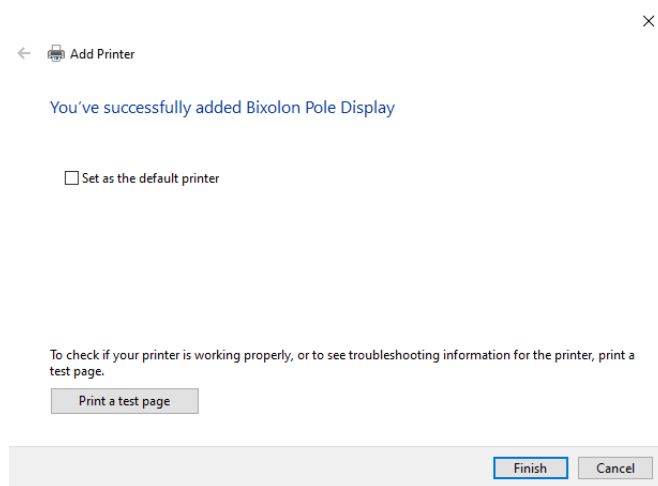 Add Printer
You've successfully added Bixolon Pole Display
Set as the default printer
To check if your printer is working properly, or to see troubleshooting information for the printer, print a
test page.
Print a test page
Finish
Cancel